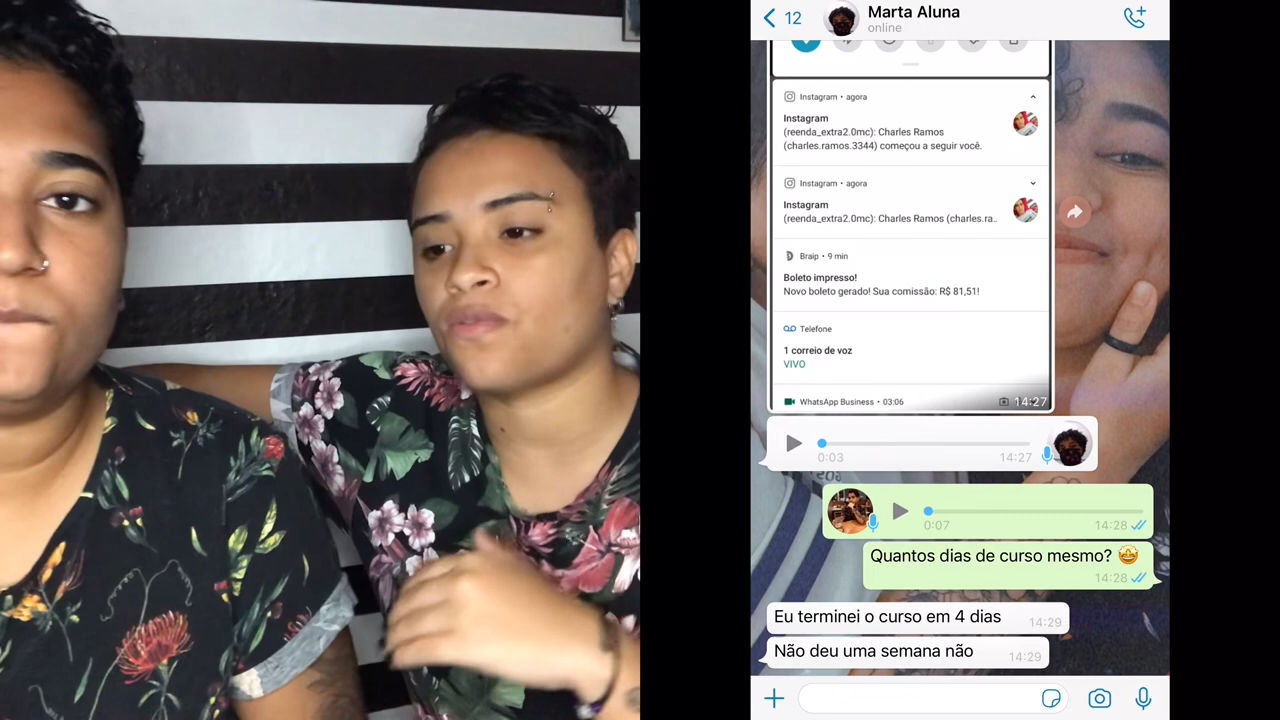 12
Marta Aluna
online
Instagram • agora
Instagram
(reenda_extra2.0mc): Charles Ramos
(charles.ramos.3344) começou a seguir você.
Instagram • agora
Instagram
(reenda_extra2.0mc): Charles Ramos (charles.ra..
Braip • 9 min
Boleto impresso!
Novo boleto gerado! Sua comissão: R$ 81,51!
Telefone
1 correio de voz
VIVO
WhatsApp Business • 03:06
14:27
0:03
14:27
0:07
14:28
Quantos dias de curso mesmo? 🤩
14:28
Eu terminei o curso em 4 dias
14:29
Não deu uma semana não
14:29